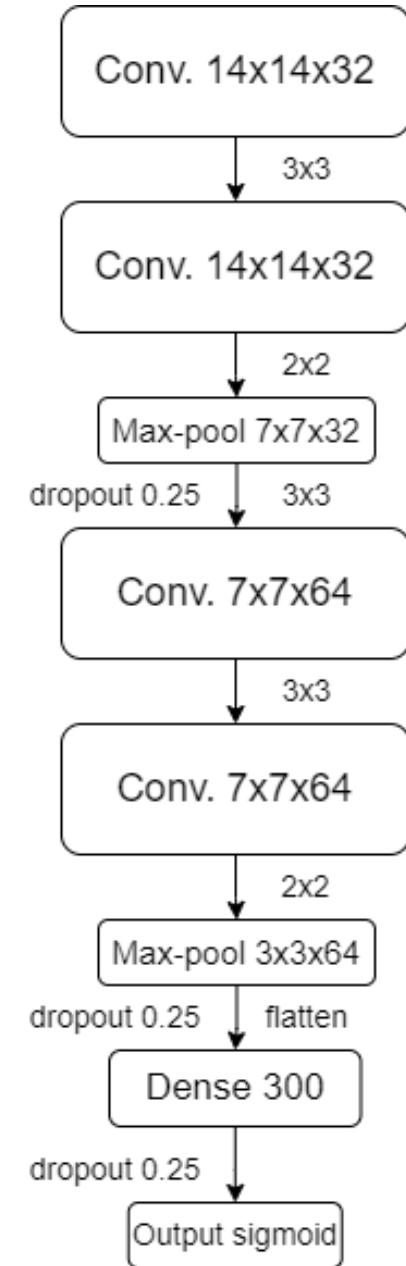 Conv. 14x14x32
3x3
Conv. 14x14x32
2x2
Max-pool 7x7x32
dropout 0.25 3x3
Conv. 7x7x64
3x3
Conv. 7x7x64
2x2
Max-pool 3x3x64
dropout 0.25 flatten
Dense 300
dropout 0.25
Output sigmoid